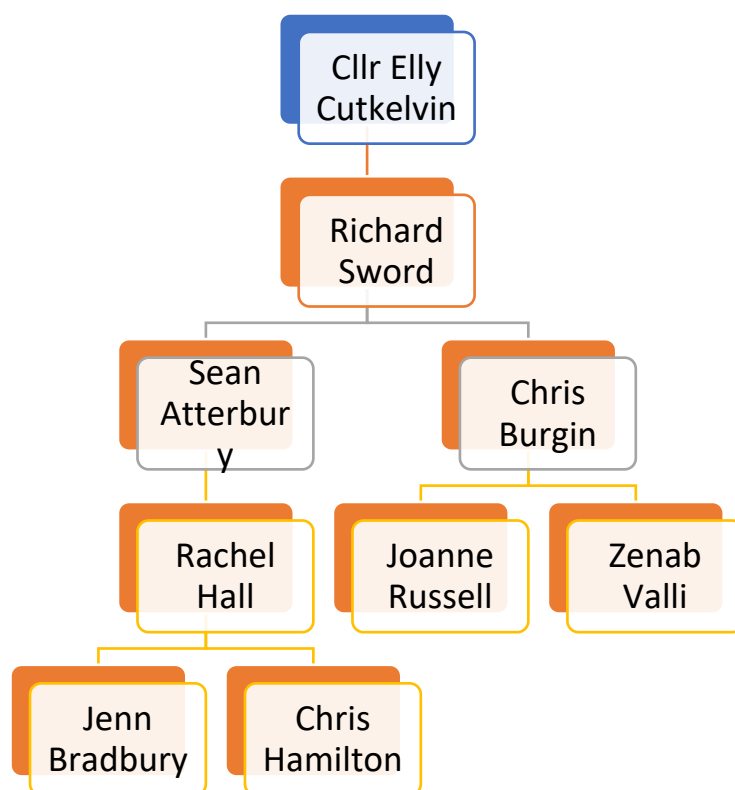 Cllr Elly
Cutkelvin
Richard
Sword
Sean
Atterbur
y
Chris
Burgin
Rachel
Hall
Joanne
Russell
Zenab
Valli
Jenn
Bradbury
Chris
Hamilton